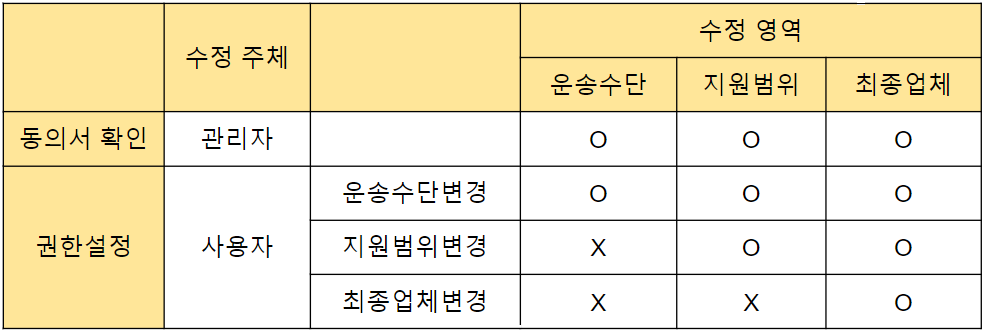 수정 주체 수정 영역
운송수단 지원범위 최종업체
동의서 확인 관리자 O O O
권한설정 사용자 운송수단변경 O O O
지원범위변경 X O O
최종업체변경 X X O